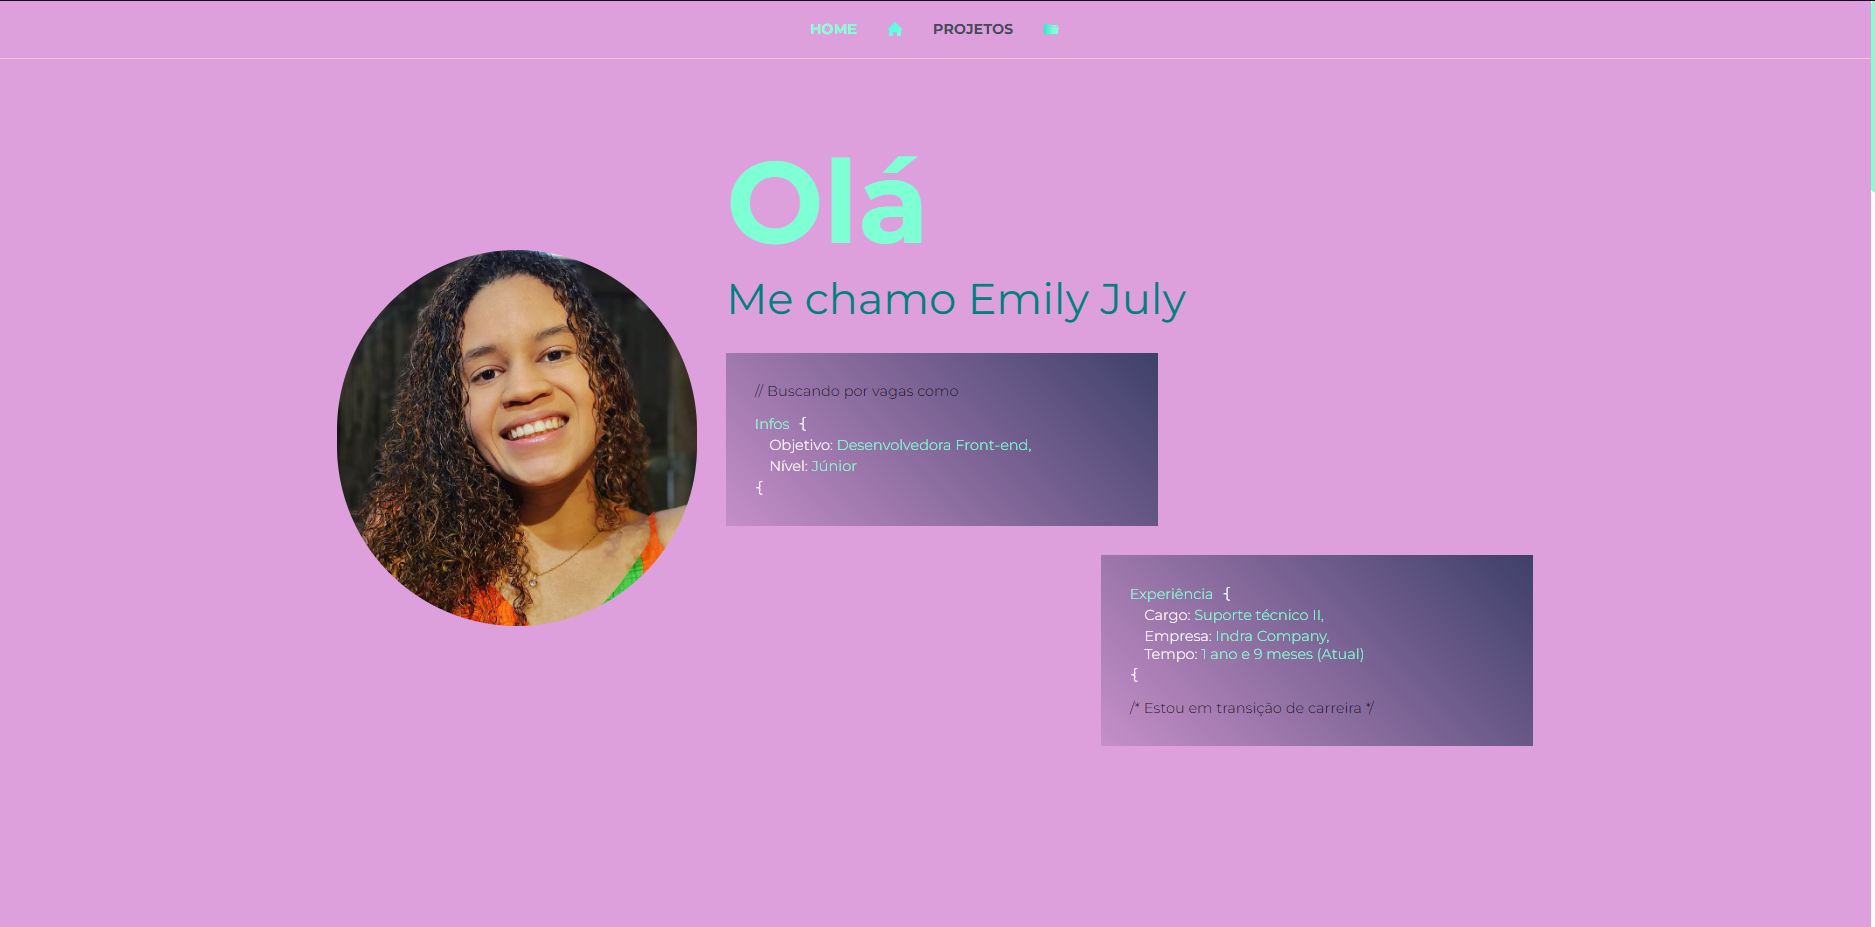 HOME PROJETOS
Olá
Me chamo Emily July
// Buscando por vagas como
Infos {
Objetivo: Desenvolvedora Front-end,
Nível: Júnior
{
Experiência {
Cargo: Suporte técnico II,
Empresa: Indra Company,
Tempo: 1 ano e 9 meses (Atual)
{
/* Estou em transição de carreira */